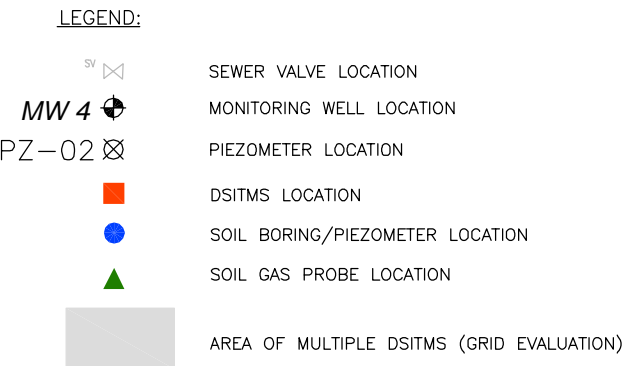 LEGEND:
SV SEWER VALVE LOCATION
MW 4 MONITORING WELL LOCATION
PZ-02 PIEZOMETER LOCATION
DSITMS LOCATION
SOIL BORING/PIEZOMETER LOCATION
SOIL GAS PROBE LOCATION
AREA OF MULTIPLE DSITMS (GRID EVALUATION)